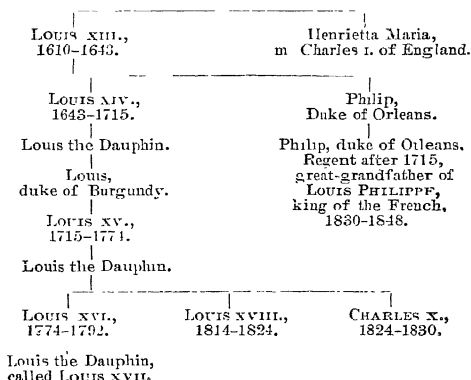 Louis XIII., Henrietta Maria,
1610-1643. m Charles I. of England.
Louis XIV., Philip,
1643-1715. Duke of Orleans.
Louis the Dauphin. Philip, duke of Orleans.
Regent after 1715,
Louis, great-grandfather of
duke of Burgundy. Louis Philippe,
king of the French,
Louis XV., 1830-1848.
1715-1774.
Louis the Dauphin.
Louis XVI., Louis XVIII., Charles X.,
1774-1792. 1814-1824. 1824-1830.
Louis the Dauphin,
called Louis XVII.